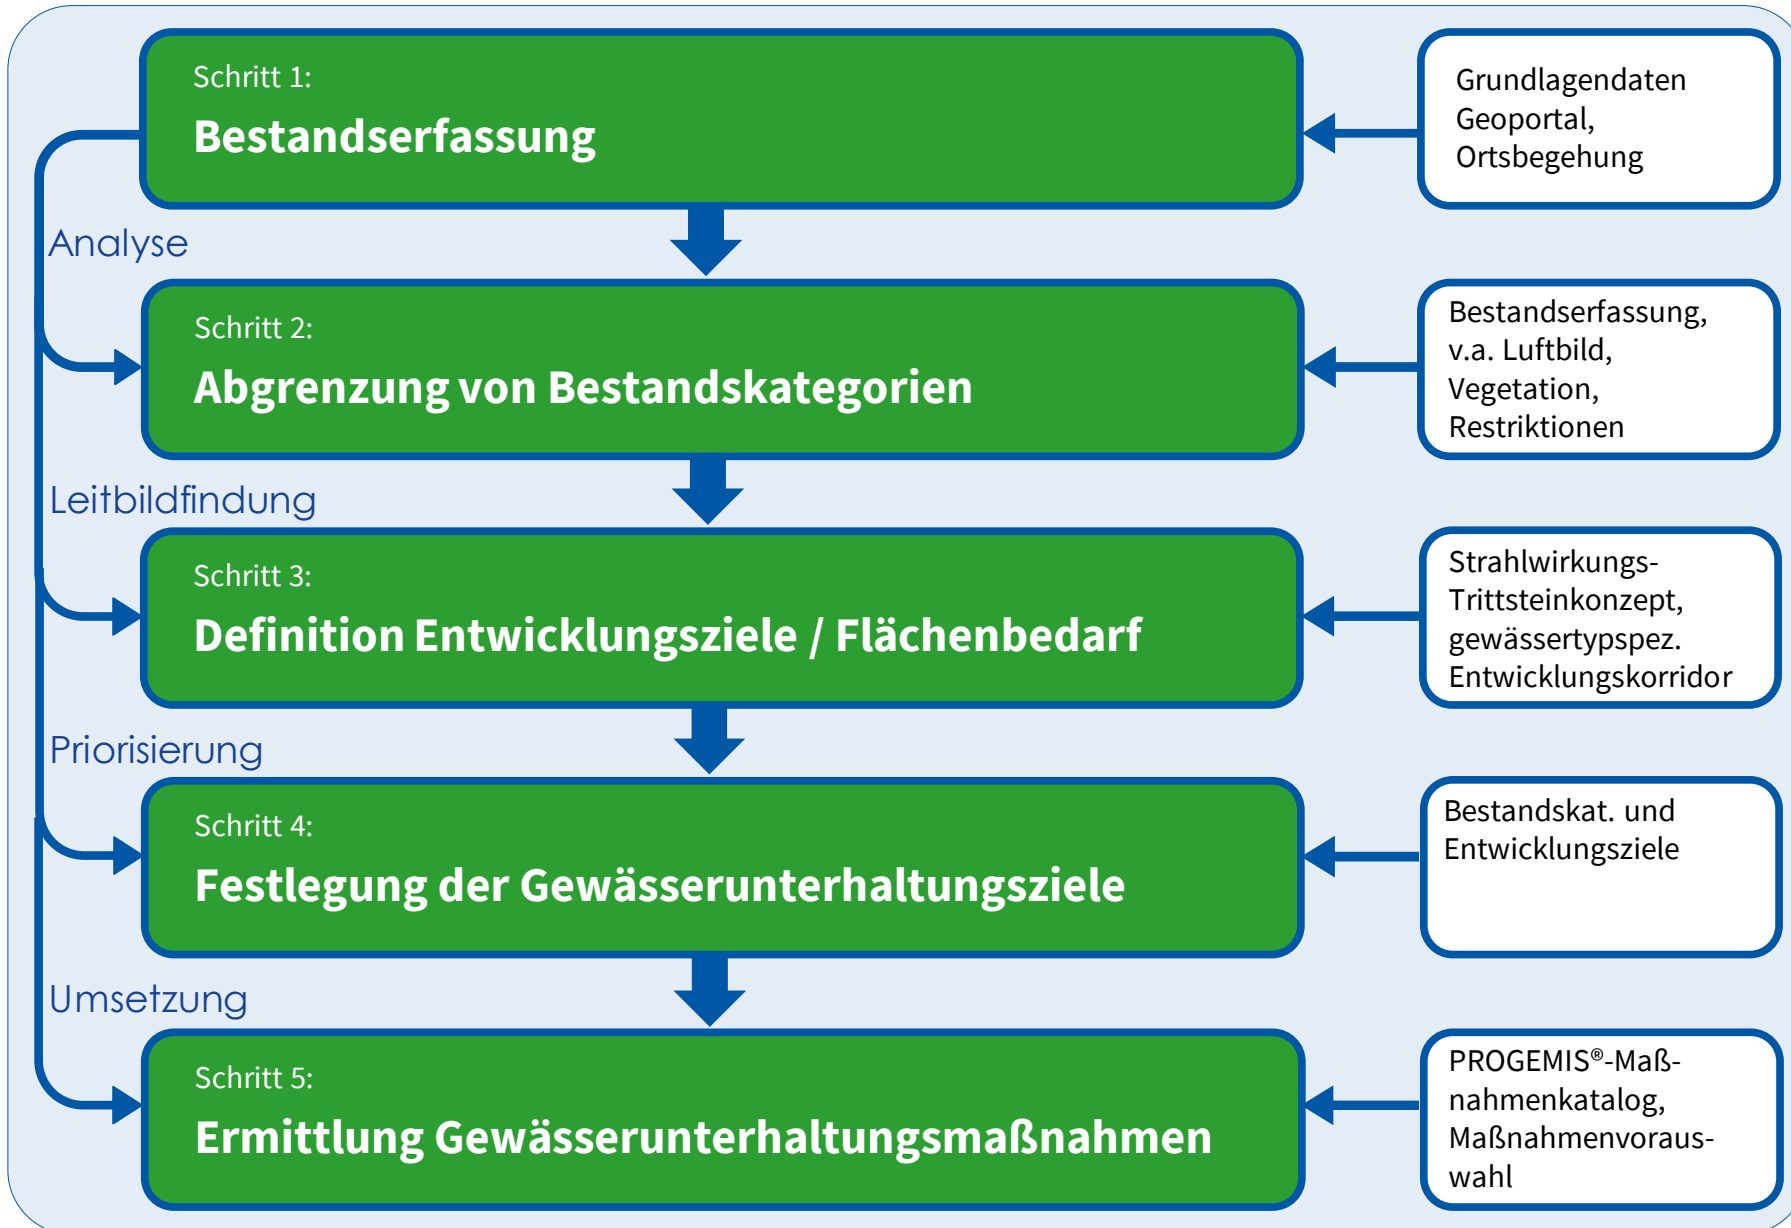 Schritt 1:
Bestandserfassung
Grundlagendaten
Geoportal,
Ortsbegehung
Analyse
Schritt 2:
Abgrenzung von Bestandskategorien
Bestandserfassung,
v.a. Luftbild,
Vegetation,
Restriktionen
Leitbildfindung
Schritt 3:
Definition Entwicklungsziele / Flächenbedarf
Strahlwirkungs-
Trittsteinkonzept,
gewässertypspez.
Entwicklungskorridor
Priorisierung
Schritt 4:
Festlegung der Gewässerunterhaltungsziele
Bestandskat. und
Entwicklungsziele
Umsetzung
Schritt 5:
Ermittlung Gewässerunterhaltungsmaßnahmen
PROGEMIS®-Maß-
nahmenkatalog,
Maßnahmenvoraus-
wahl